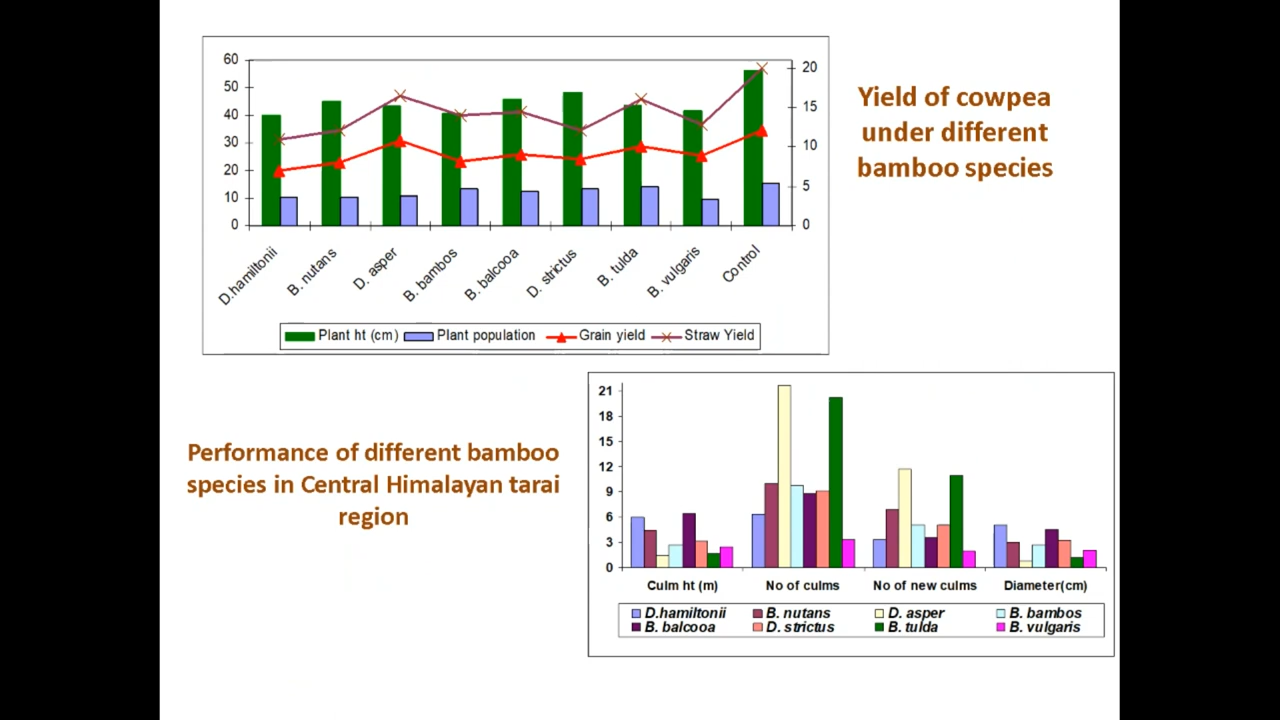 60
50
40
30
20
10
0
20
15
10
5
0
D.hamiltonii
B. nutans
D. asper
B. bambos
B. balcooa
D. strictus
B. tulda
B. vulgaris
Control
Plant ht (cm) Plant population Grain yield Straw Yield
Yield of cowpea
under different
bamboo species
Performance of different bamboo
species in Central Himalayan tarai
region
21
18
15
12
9
6
3
0
Culm ht (m) No of culms No of new culms Diameter(cm)
D.hamiltonii B. nutans D. asper B. bambos
B. balcooa D. strictus B. tulda B. vulgaris